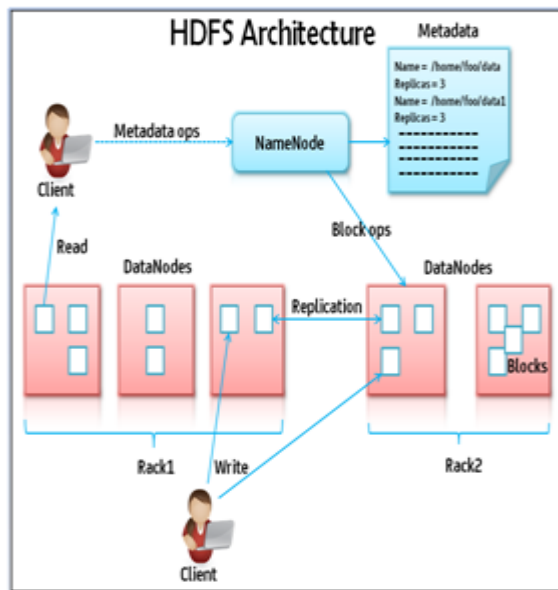 HDFS Architecture
Metadata
Name = /home/foo/data
Replicas = 3
Name = /home/foo/data1
Replicas = 3
Metadata ops
NameNode
Client
Block ops
Read
DataNodes
DataNodes
Replication
Blocks
Rack1
Write
Rack2
Client